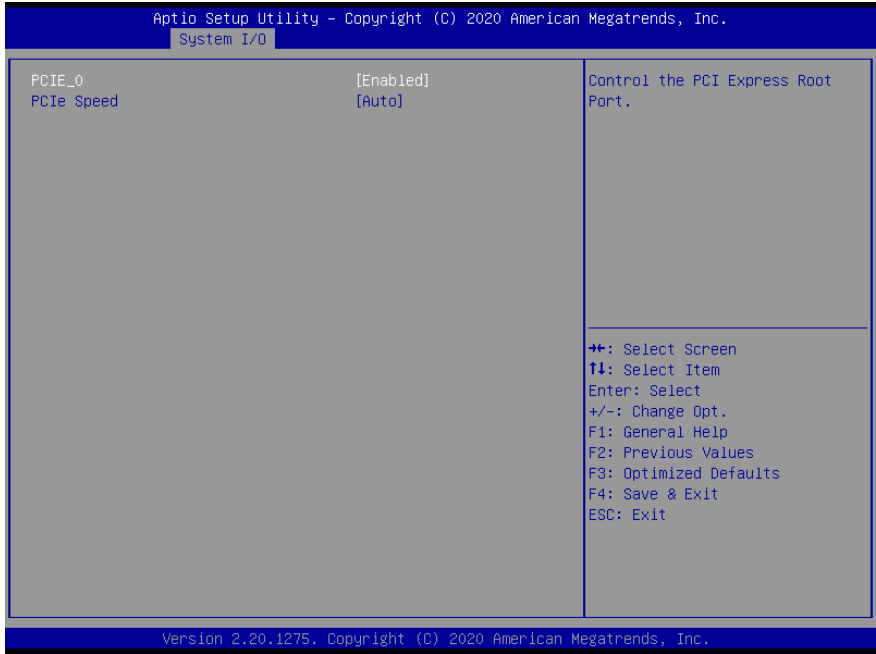 Aptio Setup Utility – Copyright (C) 2020 American Megatrends, Inc.
System I/O
PCIE_0 [Enabled]
PCIe Speed [Auto]
Control the PCI Express Root
Port.
→←: Select Screen
↑↓: Select Item
Enter: Select
+/-: Change Opt.
F1: General Help
F2: Previous Values
F3: Optimized Defaults
F4: Save & Exit
ESC: Exit
Version 2.20.1275. Copyright (C) 2020 American Megatrends, Inc.